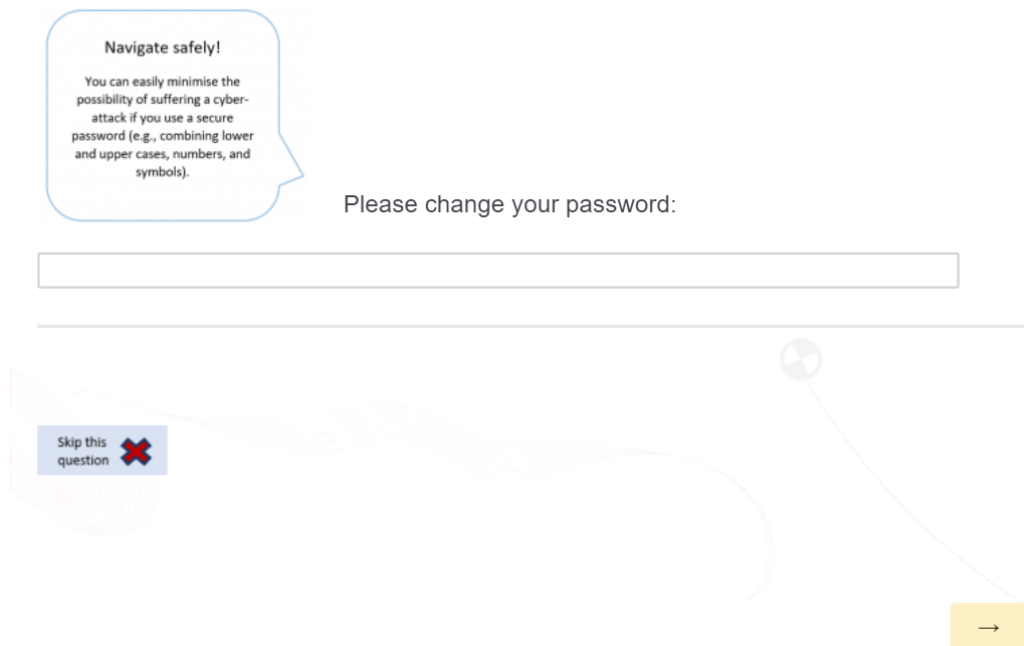 Navigate safely!
You can easily minimise the
possibility of suffering a cyber-
attack if you use a secure
password (e.g., combining lower
and upper cases, numbers, and
symbols).
Please change your password:
Skip this
question
→